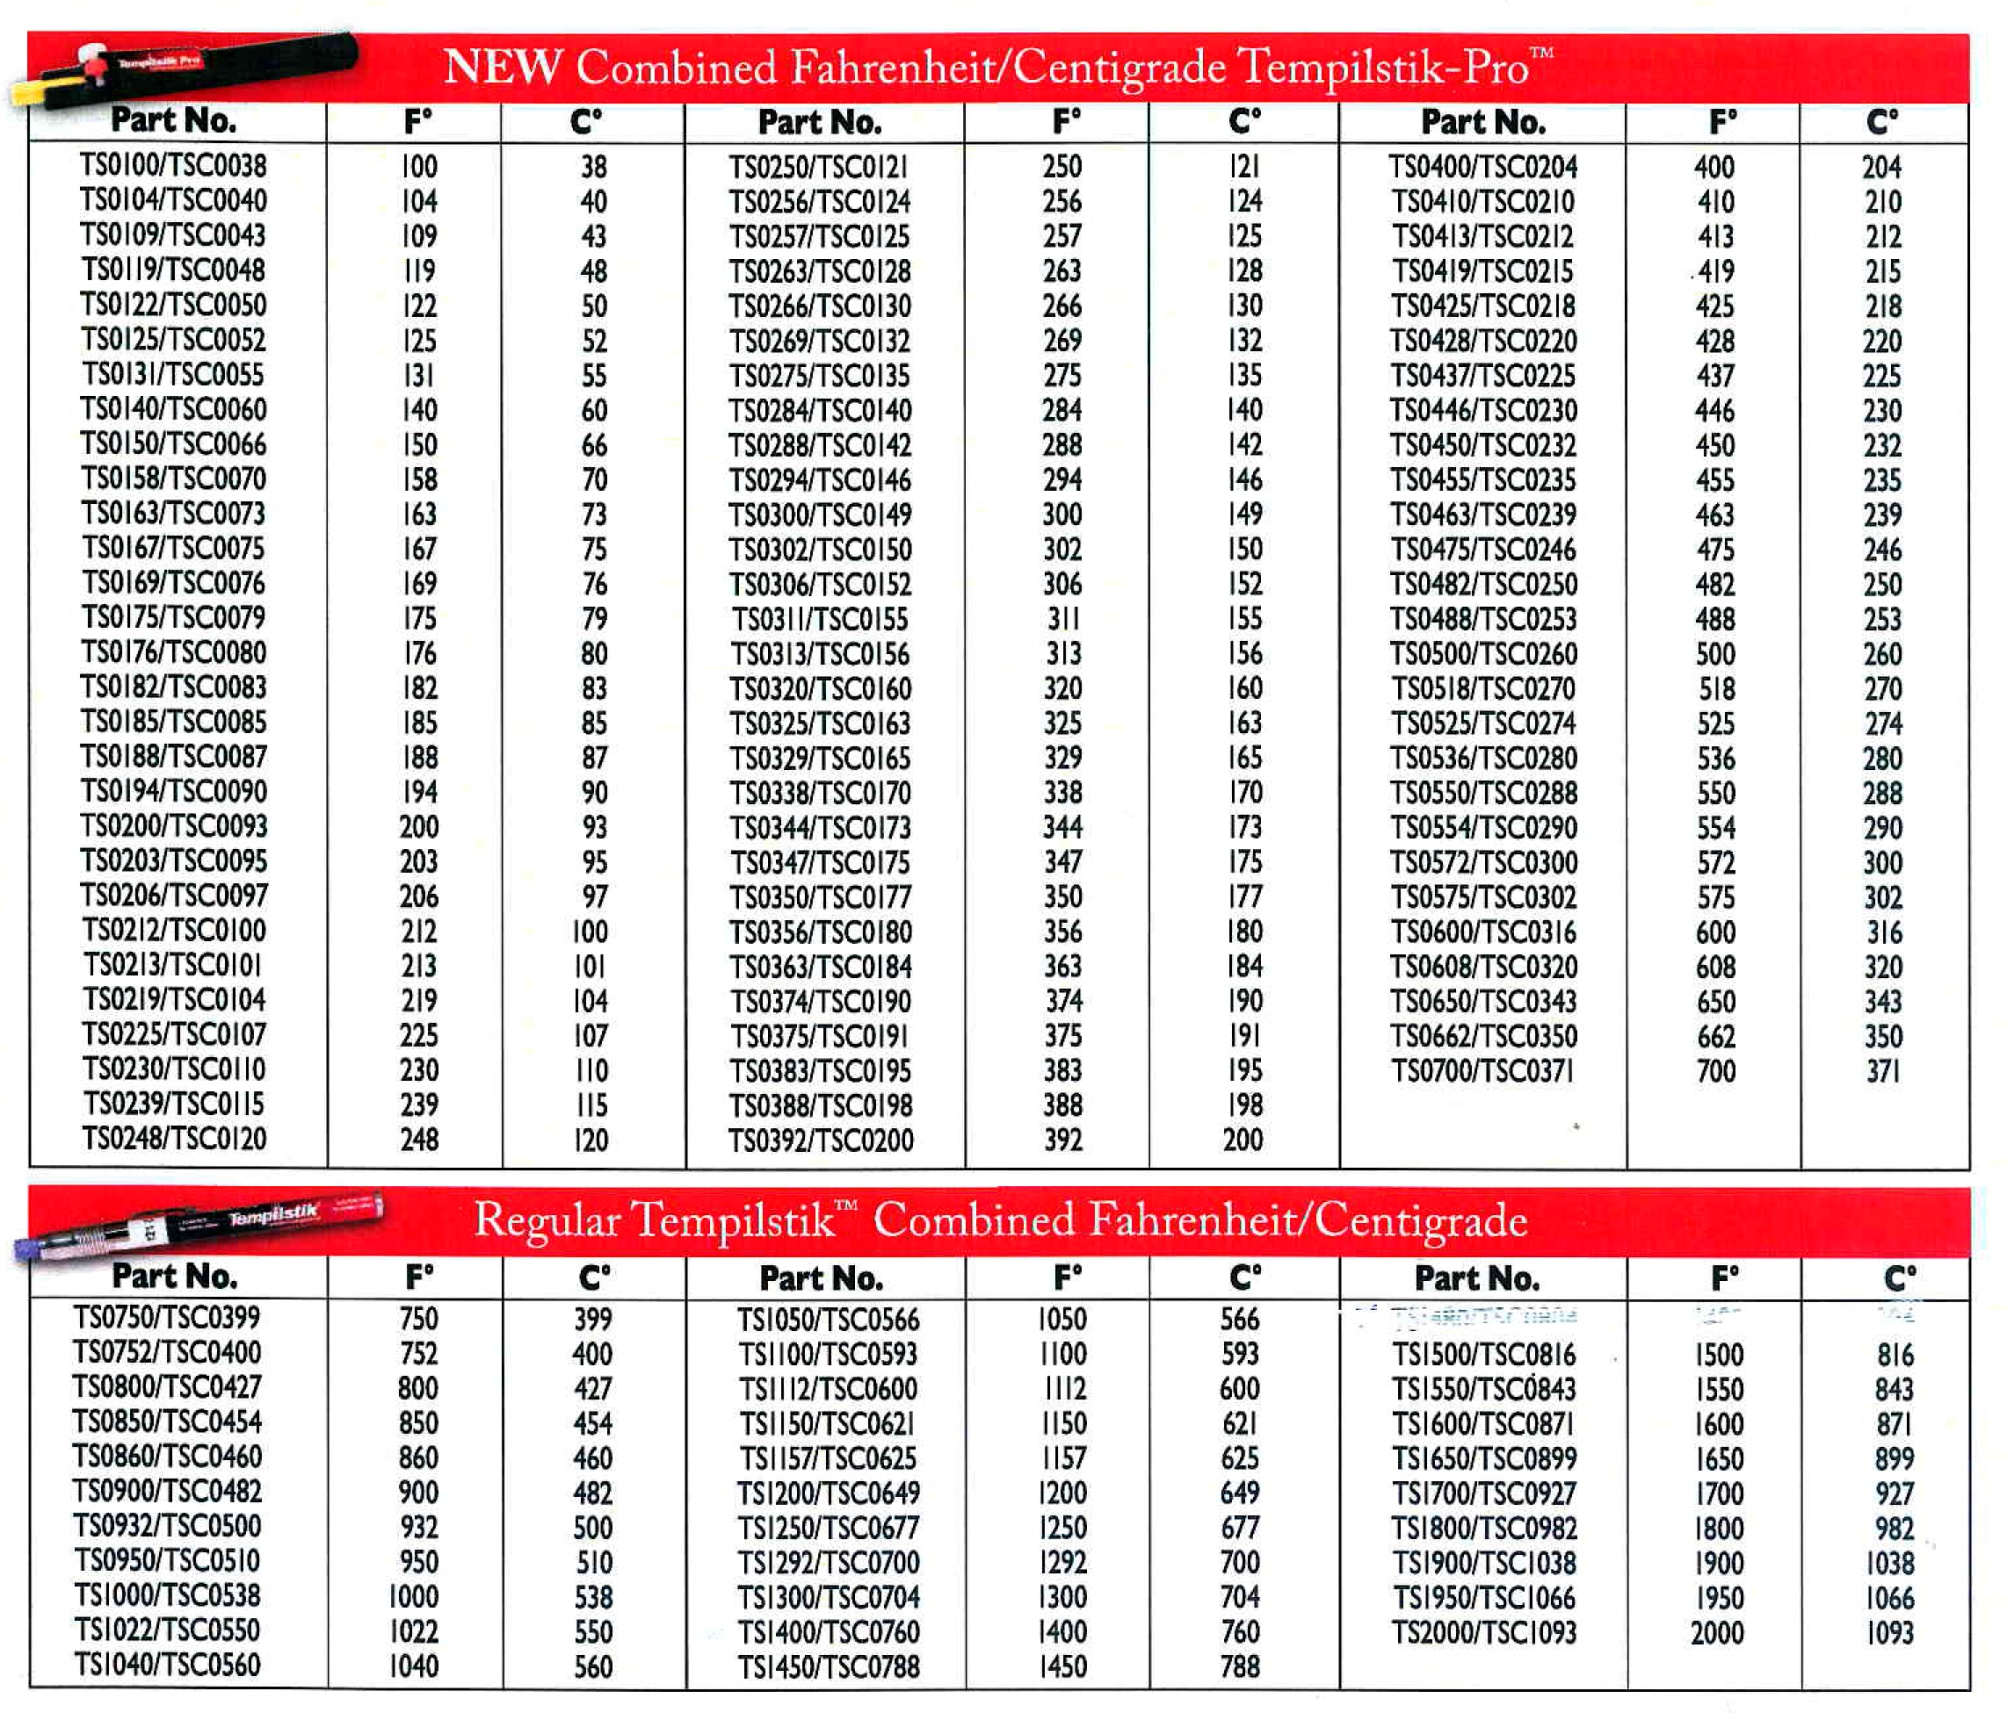 Tempilstik Pro
NEW Combined Fahrenheit/Centigrade Tempilstik-Pro™
Part No. F° C° Part No. F° C° Part No. F° C°
TS0100/TSC0038 100 38 TS0250/TSC0121 250 121 TS0400/TSC0204 400 204
TS0104/TSC0040 104 40 TS0256/TSC0124 256 124 TS0410/TSC0210 410 210
TS0109/TSC0043 109 43 TS0257/TSC0125 257 125 TS0413/TSC0212 413 212
TS0119/TSC0048 119 48 TS0263/TSC0128 263 128 TS0419/TSC0215 419 215
TS0122/TSC0050 122 50 TS0266/TSC0130 266 130 TS0425/TSC0218 425 218
TS0125/TSC0052 125 52 TS0269/TSC0132 269 132 TS0428/TSC0220 428 220
TS0131/TSC0055 131 55 TS0275/TSC0135 275 135 TS0437/TSC0225 437 225
TS0140/TSC0060 140 60 TS0284/TSC0140 284 140 TS0446/TSC0230 446 230
TS0150/TSC0066 150 66 TS0288/TSC0142 288 142 TS0450/TSC0232 450 232
TS0158/TSC0070 158 70 TS0294/TSC0146 294 146 TS0455/TSC0235 455 235
TS0163/TSC0073 163 73 TS0300/TSC0149 300 149 TS0463/TSC0239 463 239
TS0167/TSC0075 167 75 TS0302/TSC0150 302 150 TS0475/TSC0246 475 246
TS0169/TSC0076 169 76 TS0306/TSC0152 306 152 TS0482/TSC0250 482 250
TS0175/TSC0079 175 79 TS0311/TSC0155 311 155 TS0488/TSC0253 488 253
TS0176/TSC0080 176 80 TS0313/TSC0156 313 156 TS0500/TSC0260 500 260
TS0182/TSC0083 182 83 TS0320/TSC0160 320 160 TS0518/TSC0270 518 270
TS0185/TSC0085 185 85 TS0325/TSC0163 325 163 TS0525/TSC0274 525 274
TS0188/TSC0087 188 87 TS0329/TSC0165 329 165 TS0536/TSC0280 536 280
TS0194/TSC0090 194 90 TS0338/TSC0170 338 170 TS0550/TSC0288 550 288
TS0200/TSC0093 200 93 TS0344/TSC0173 344 173 TS0554/TSC0290 554 290
TS0203/TSC0095 203 95 TS0347/TSC0175 347 175 TS0572/TSC0300 572 300
TS0206/TSC0097 206 97 TS0350/TSC0177 350 177 TS0575/TSC0302 575 302
TS0212/TSC0100 212 100 TS0356/TSC0180 356 180 TS0600/TSC0316 600 316
TS0213/TSC0101 213 101 TS0363/TSC0184 363 184 TS0608/TSC0320 608 320
TS0219/TSC0104 219 104 TS0374/TSC0190 374 190 TS0650/TSC0343 650 343
TS0225/TSC0107 225 107 TS0375/TSC0191 375 191 TS0662/TSC0350 662 350
TS0230/TSC0110 230 110 TS0383/TSC0195 383 195 TS0700/TSC0371 700 371
TS0239/TSC0115 239 115 TS0388/TSC0198 388 198
TS0248/TSC0120 248 120 TS0392/TSC0200 392 200
Tempilstik
Regular Tempilstik™ Combined Fahrenheit/Centigrade
Part No. F° C° Part No. F° C° Part No. F° C°
TS0750/TSC0399 750 399 TS1050/TSC0566 1050 566
TS0752/TSC0400 752 400 TS1100/TSC0593 1100 593 TS1500/TSC0816 1500 816
TS0800/TSC0427 800 427 TS1112/TSC0600 1112 600 TS1550/TSC0843 1550 843
TS0850/TSC0454 850 454 TS1150/TSC0621 1150 621 TS1600/TSC0871 1600 871
TS0860/TSC0460 860 460 TS1157/TSC0625 1157 625 TS1650/TSC0899 1650 899
TS0900/TSC0482 900 482 TS1200/TSC0649 1200 649 TS1700/TSC0927 1700 927
TS0932/TSC0500 932 500 TS1250/TSC0677 1250 677 TS1800/TSC0982 1800 982
TS0950/TSC0510 950 510 TS1292/TSC0700 1292 700 TS1900/TSC1038 1900 1038
TS1000/TSC0538 1000 538 TS1300/TSC0704 1300 704 TS1950/TSC1066 1950 1066
TS1022/TSC0550 1022 550 TS1400/TSC0760 1400 760 TS2000/TSC1093 2000 1093
TS1040/TSC0560 1040 560 TS1450/TSC0788 1450 788